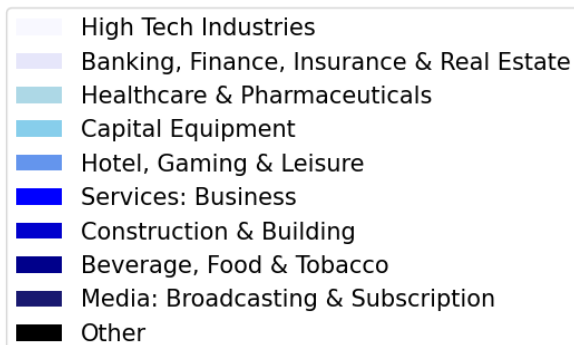 High Tech Industries
Banking, Finance, Insurance & Real Estate
Healthcare & Pharmaceuticals
Capital Equipment
Hotel, Gaming & Leisure
Services: Business
Construction & Building
Beverage, Food & Tobacco
Media: Broadcasting & Subscription
Other